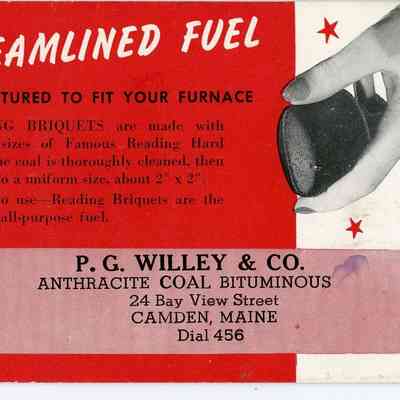 EAMLINED FUEL
TURED TO FIT YOUR FURNACE
NG BRIQUETS are made with
sizes of Famous Reading Hard
e coal is thoroughly cleaned, then
o a uniform size, about 2" x 2".
o use—Reading Briquets are the
all-purpose fuel.
P. G. WILLEY & CO.
ANTHRACITE COAL BITUMINOUS
24 Bay View Street
CAMDEN, MAINE
Dial 456